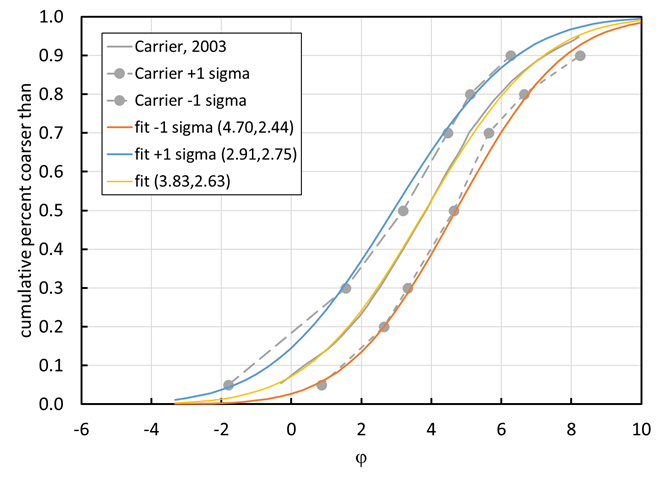 1.0
0.9
0.8
0.7
0.6
0.5
0.4
0.3
0.2
0.1
0.0
cumulative percent coarser than
Carrier, 2003
Carrier +1 sigma
Carrier -1 sigma
fit -1 sigma (4.70,2.44)
fit +1 sigma (2.91,2.75)
fit (3.83,2.63)
-6 -4 -2 0 2 4 6 8 10
φ